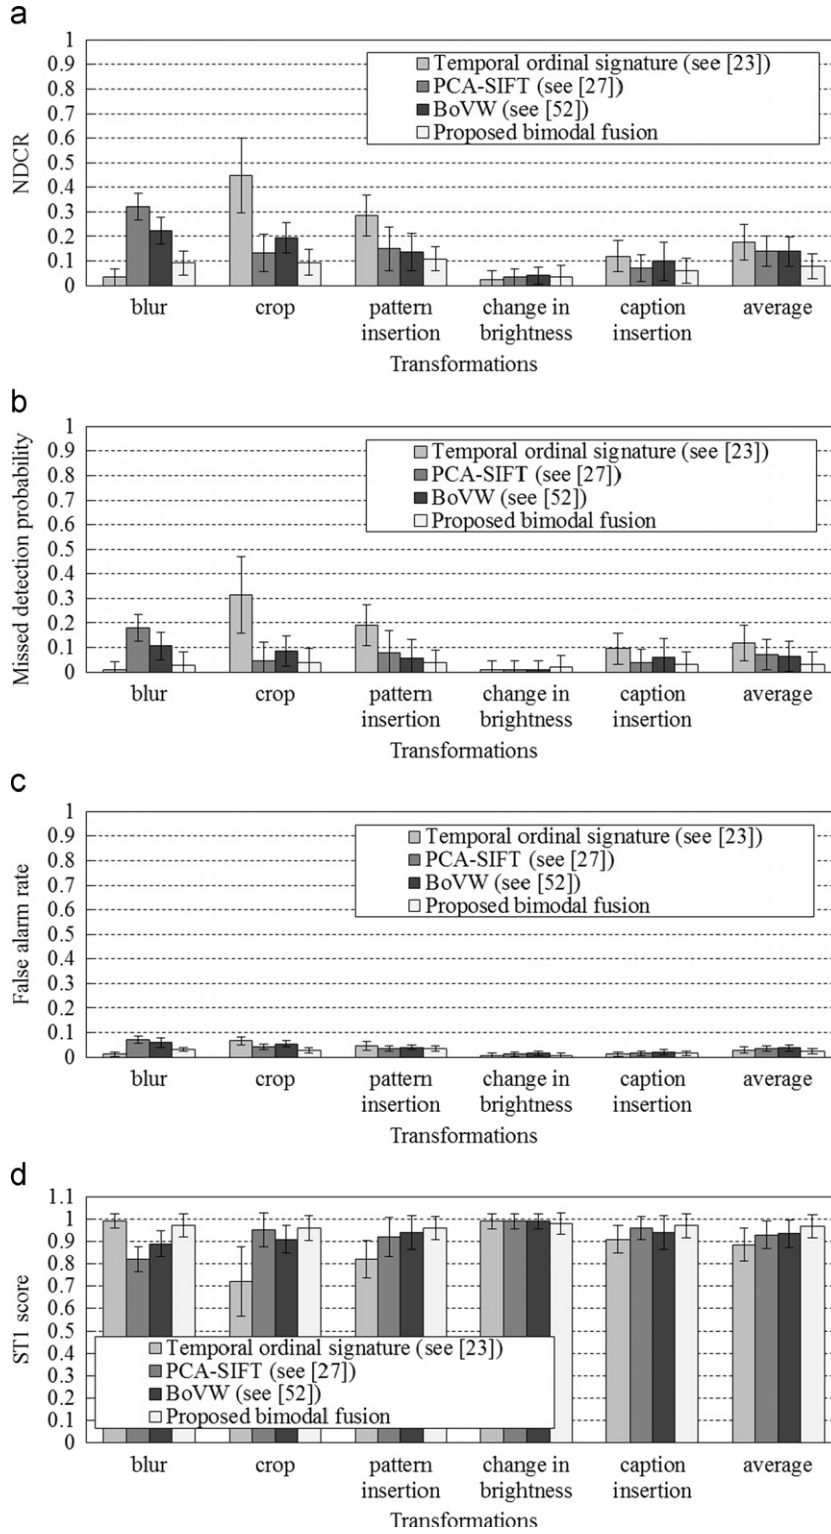 a
1
0.9
0.8
0.7
0.6
0.5
0.4
0.3
0.2
0.1
0
NDCR
Temporal ordinal signature (see [23])
PCA-SIFT (see [27])
BoVW (see [52])
Proposed bimodal fusion
blur crop pattern insertion change in brightness caption insertion average
Transformations
b
1
0.9
0.8
0.7
0.6
0.5
0.4
0.3
0.2
0.1
0
Missed detection probability
Temporal ordinal signature (see [23])
PCA-SIFT (see [27])
BoVW (see [52])
Proposed bimodal fusion
blur crop pattern insertion change in brightness caption insertion average
Transformations
c
1
0.9
0.8
0.7
0.6
0.5
0.4
0.3
0.2
0.1
0
False alarm rate
Temporal ordinal signature (see [23])
PCA-SIFT (see [27])
BoVW (see [52])
Proposed bimodal fusion
blur crop pattern insertion change in brightness caption insertion average
Transformations
d
1.1
1
0.9
0.8
0.7
0.6
0.5
0.4
0.3
0.2
0.1
0
ST1 score
Temporal ordinal signature (see [23])
PCA-SIFT (see [27])
BoVW (see [52])
Proposed bimodal fusion
blur crop pattern insertion change in brightness caption insertion average
Transformations